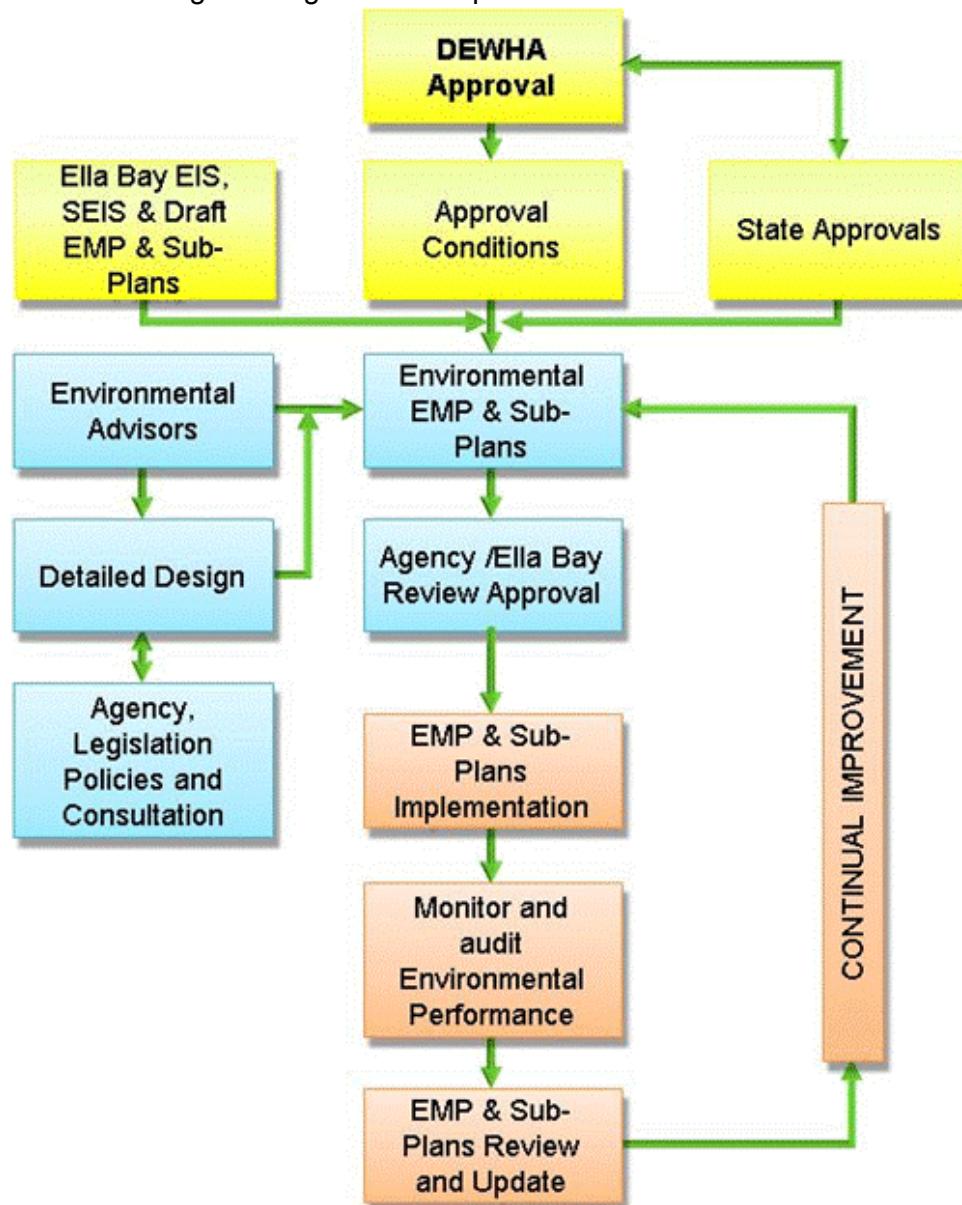 DEWHA
Approval
Ella Bay EIS,
SEIS & Draft
EMP & Sub-
Plans
Approval
Conditions
State Approvals
Environmental
Advisors
Environmental
EMP & Sub-
Plans
Detailed Design
Agency /Ella Bay
Review Approval
Agency,
Legislation
Policies and
Consultation
EMP & Sub-
Plans
Implementation
Monitor and
audit
Environmental
Performance
EMP & Sub-
Plans Review
and Update
CONTINUAL IMPROVEMENT